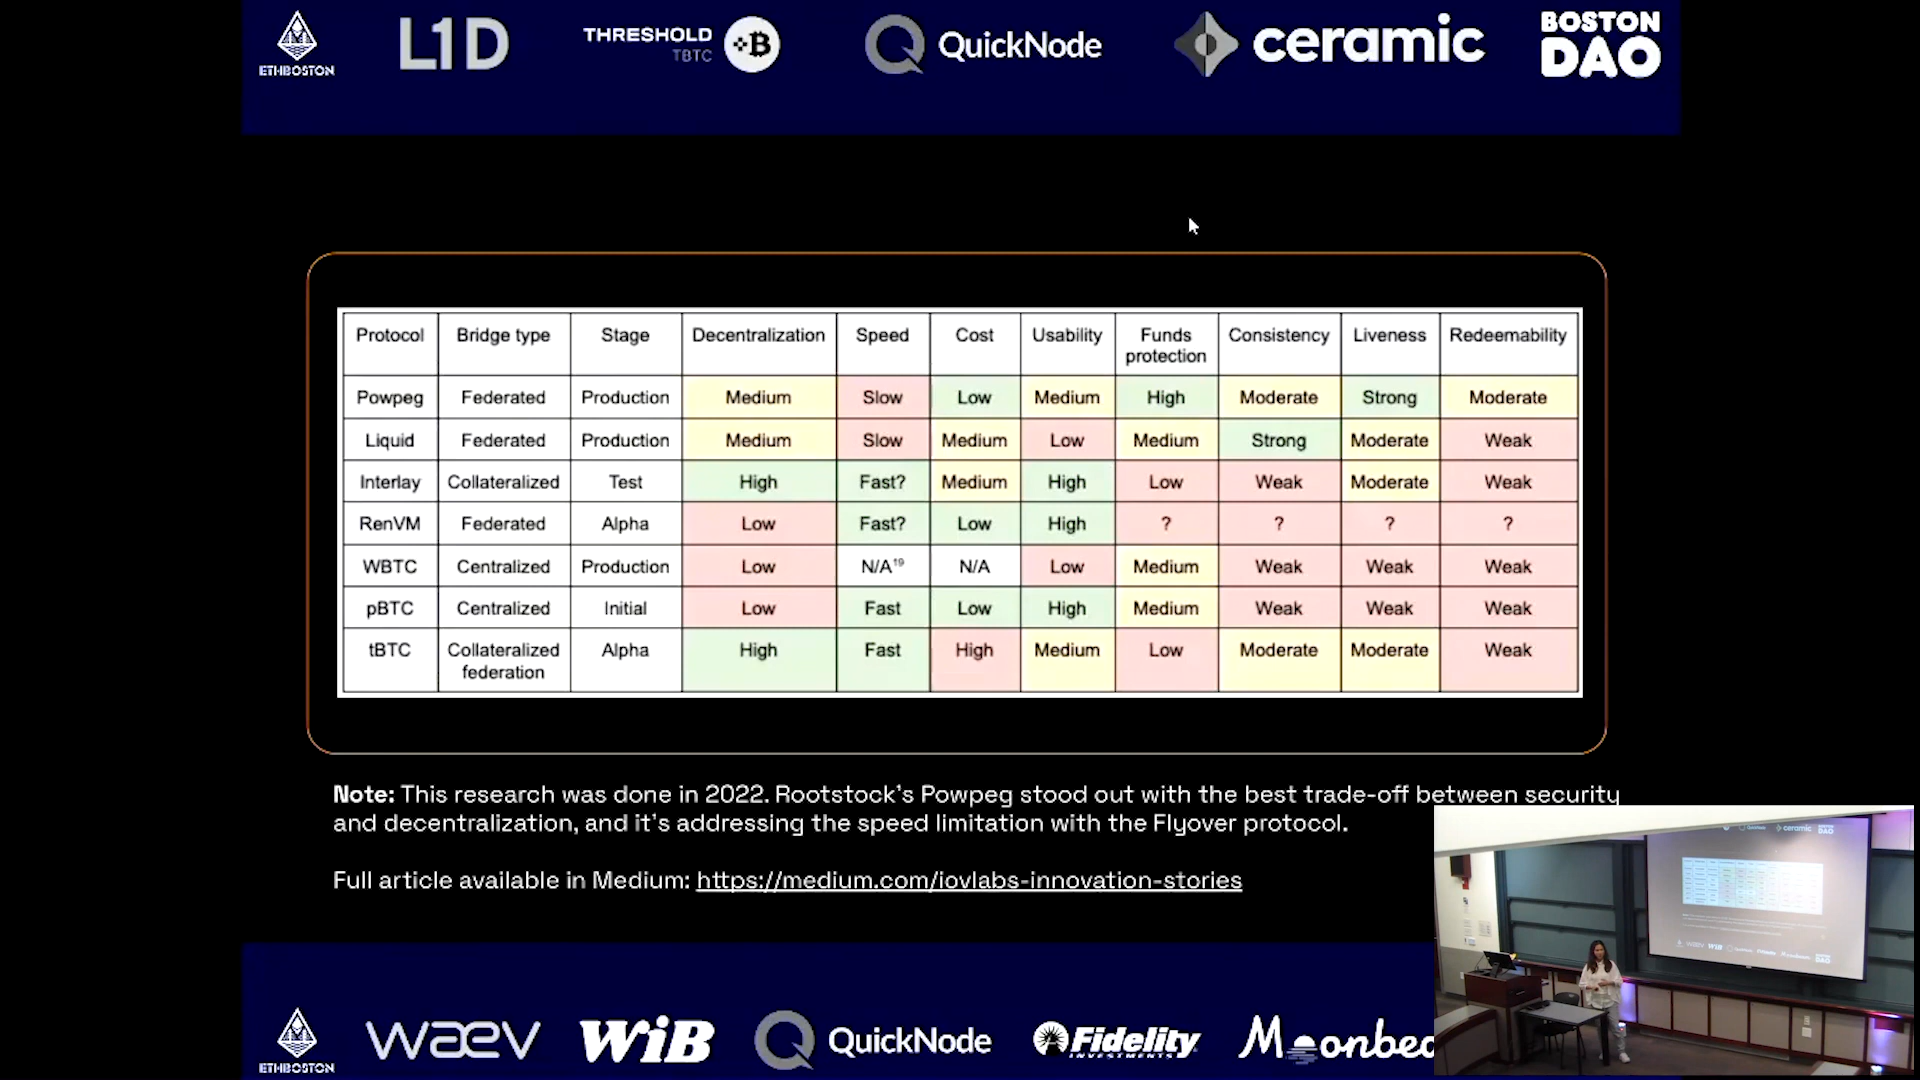 ETHBOSTON
L1D
THRESHOLD
TBTC
QuickNode
ceramic
BOSTON
DAO
Protocol Bridge type Stage Decentralization Speed Cost Usability Funds protection Consistency Liveness Redeemability
Powpeg Federated Production Medium Slow Low Medium High Moderate Strong Moderate
Liquid Federated Production Medium Slow Medium Low Medium Strong Moderate Weak
Interlay Collateralized Test High Fast? Medium High Low Weak Moderate Weak
RenVM Federated Alpha Low Fast? Low High ? ? ? ?
WBTC Centralized Production Low N/A¹⁹ N/A Low Medium Weak Weak Weak
pBTC Centralized Initial Low Fast Low High Medium Weak Weak Weak
tBTC Collateralized federation Alpha High Fast High Medium Low Moderate Moderate Weak
Note: This research was done in 2022. Rootstock's Powpeg stood out with the best trade-off between security
and decentralization, and it's addressing the speed limitation with the Flyover protocol.
Full article available in Medium: https://medium.com/iovlabs-innovation-stories
ETHBOSTON
waev
WiB
QuickNode
Fidelity
INVESTMENTS
Moonbea